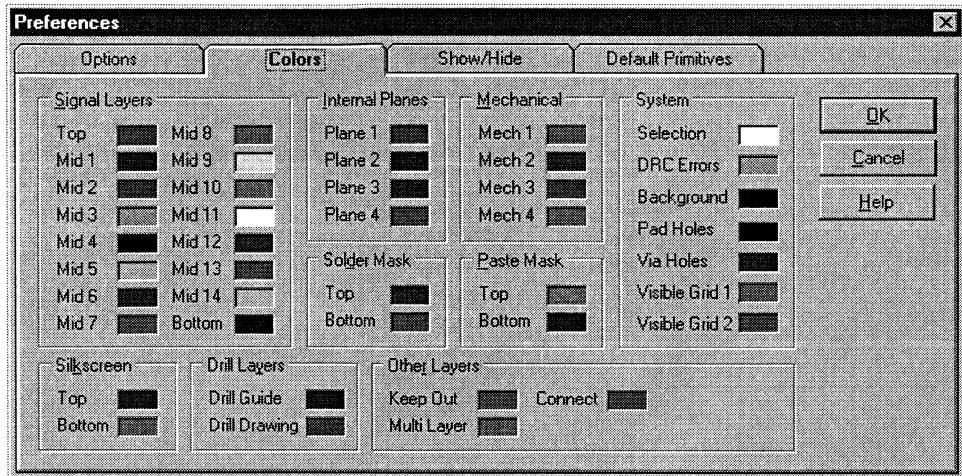 Preferences
Options Colors Show/Hide Default Primitives
Signal Layers
Top Mid 8
Mid 1 Mid 9
Mid 2 Mid 10
Mid 3 Mid 11
Mid 4 Mid 12
Mid 5 Mid 13
Mid 6 Mid 14
Mid 7 Bottom
Internal Planes
Plane 1
Plane 2
Plane 3
Plane 4
Mechanical
Mech 1
Mech 2
Mech 3
Mech 4
Solder Mask
Top
Bottom
Paste Mask
Top
Bottom
System
Selection
DRC Errors
Background
Pad Holes
Via Holes
Visible Grid 1
Visible Grid 2
OK
Cancel
Help
Silkscreen
Top
Bottom
Drill Layers
Drill Guide
Drill Drawing
Other Layers
Keep Out Connect
Multi Layer